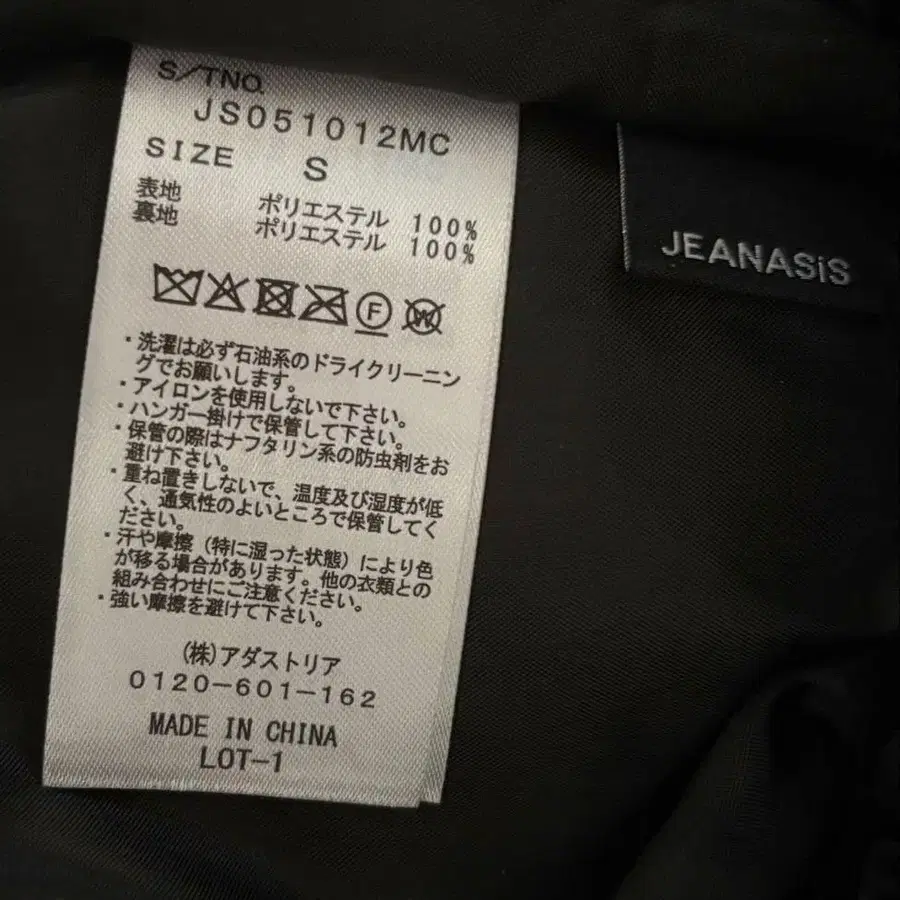 S/TNO.
JS051012MC
SIZE S
表地 ポリエステル 100%
裏地 ポリエステル 100%
F
W
・洗濯は必ず石油系のドライクリーニン
グでお願いします。
・アイロンを使用しないで下さい。
・ハンガー掛けで保管して下さい。
・保管の際はナフタリン系の防虫剤をお
避け下さい。
・重ね置きしないで、温度及び湿度が低
く、通気性のよいところで保管してく
ださい。
・汗や摩擦（特に湿った状態）により色
が移る場合があります。他の衣類との
組み合わせにご注意ください。
・強い摩擦を避けて下さい。
(株)アダストリア
0120-601-162
MADE IN CHINA
LOT-1
JEANASiS